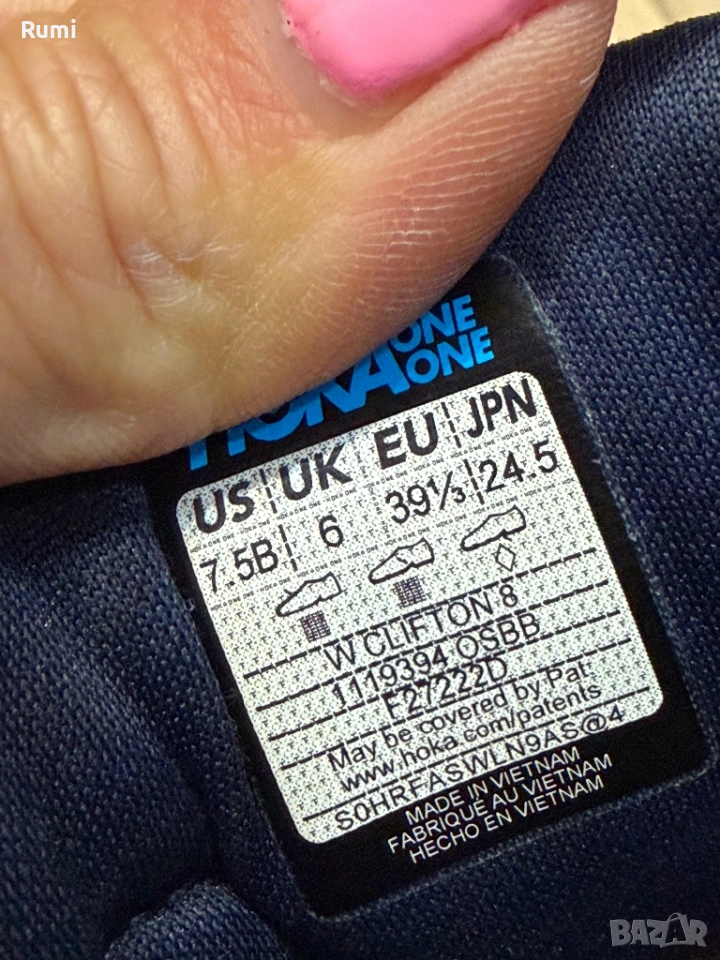 Rumi
HOKA ONE ONE
US UK EU JPN
7.5B 6 39⅓ 24.5
W CLIFTON 8
1119394 OSBB
F27222D
May be covered by Pat.
www.hoka.com/patents
S0HRFASWLN9AS@4
MADE IN VIETNAM
FABRIQUÉ AU VIETNAM
HECHO EN VIETNAM
BAZAR